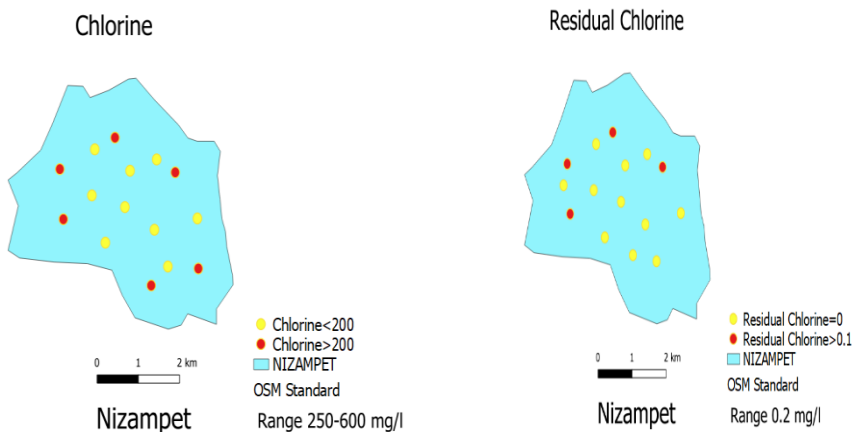 Chlorine
Chlorine<200
Chlorine>200
NIZAMPET
0 1 2 km
OSM Standard
Nizampet
Range 250-600 mg/l
Residual Chlorine
Residual Chlorine=0
Residual Chlorine>0.1
NIZAMPET
0 1 2 km
OSM Standard
Nizampet
Range 0.2 mg/l